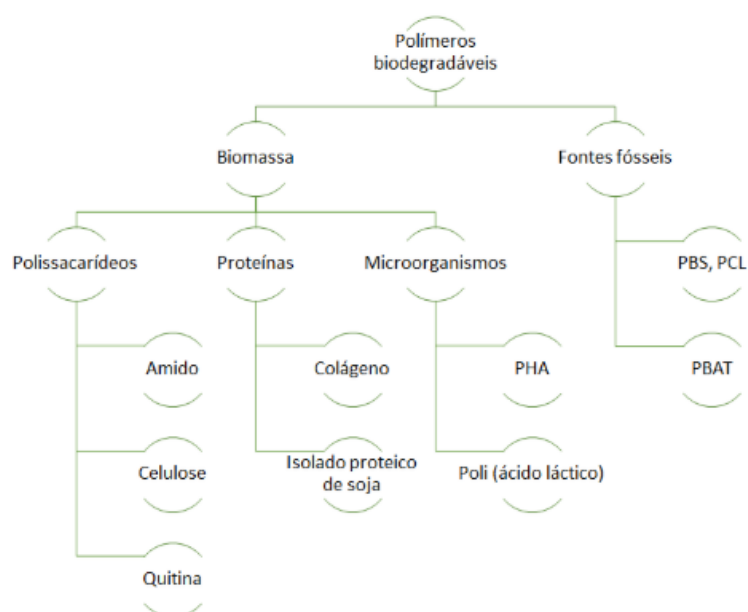 Polímeros
biodegradáveis
Biomassa
Fontes fósseis
Polissacarídeos
Proteínas
Microorganismos
PBS, PCL
Amido
Colágeno
PHA
PBAT
Celulose
Isolado proteico
de soja
Poli (ácido láctico)
Quitina